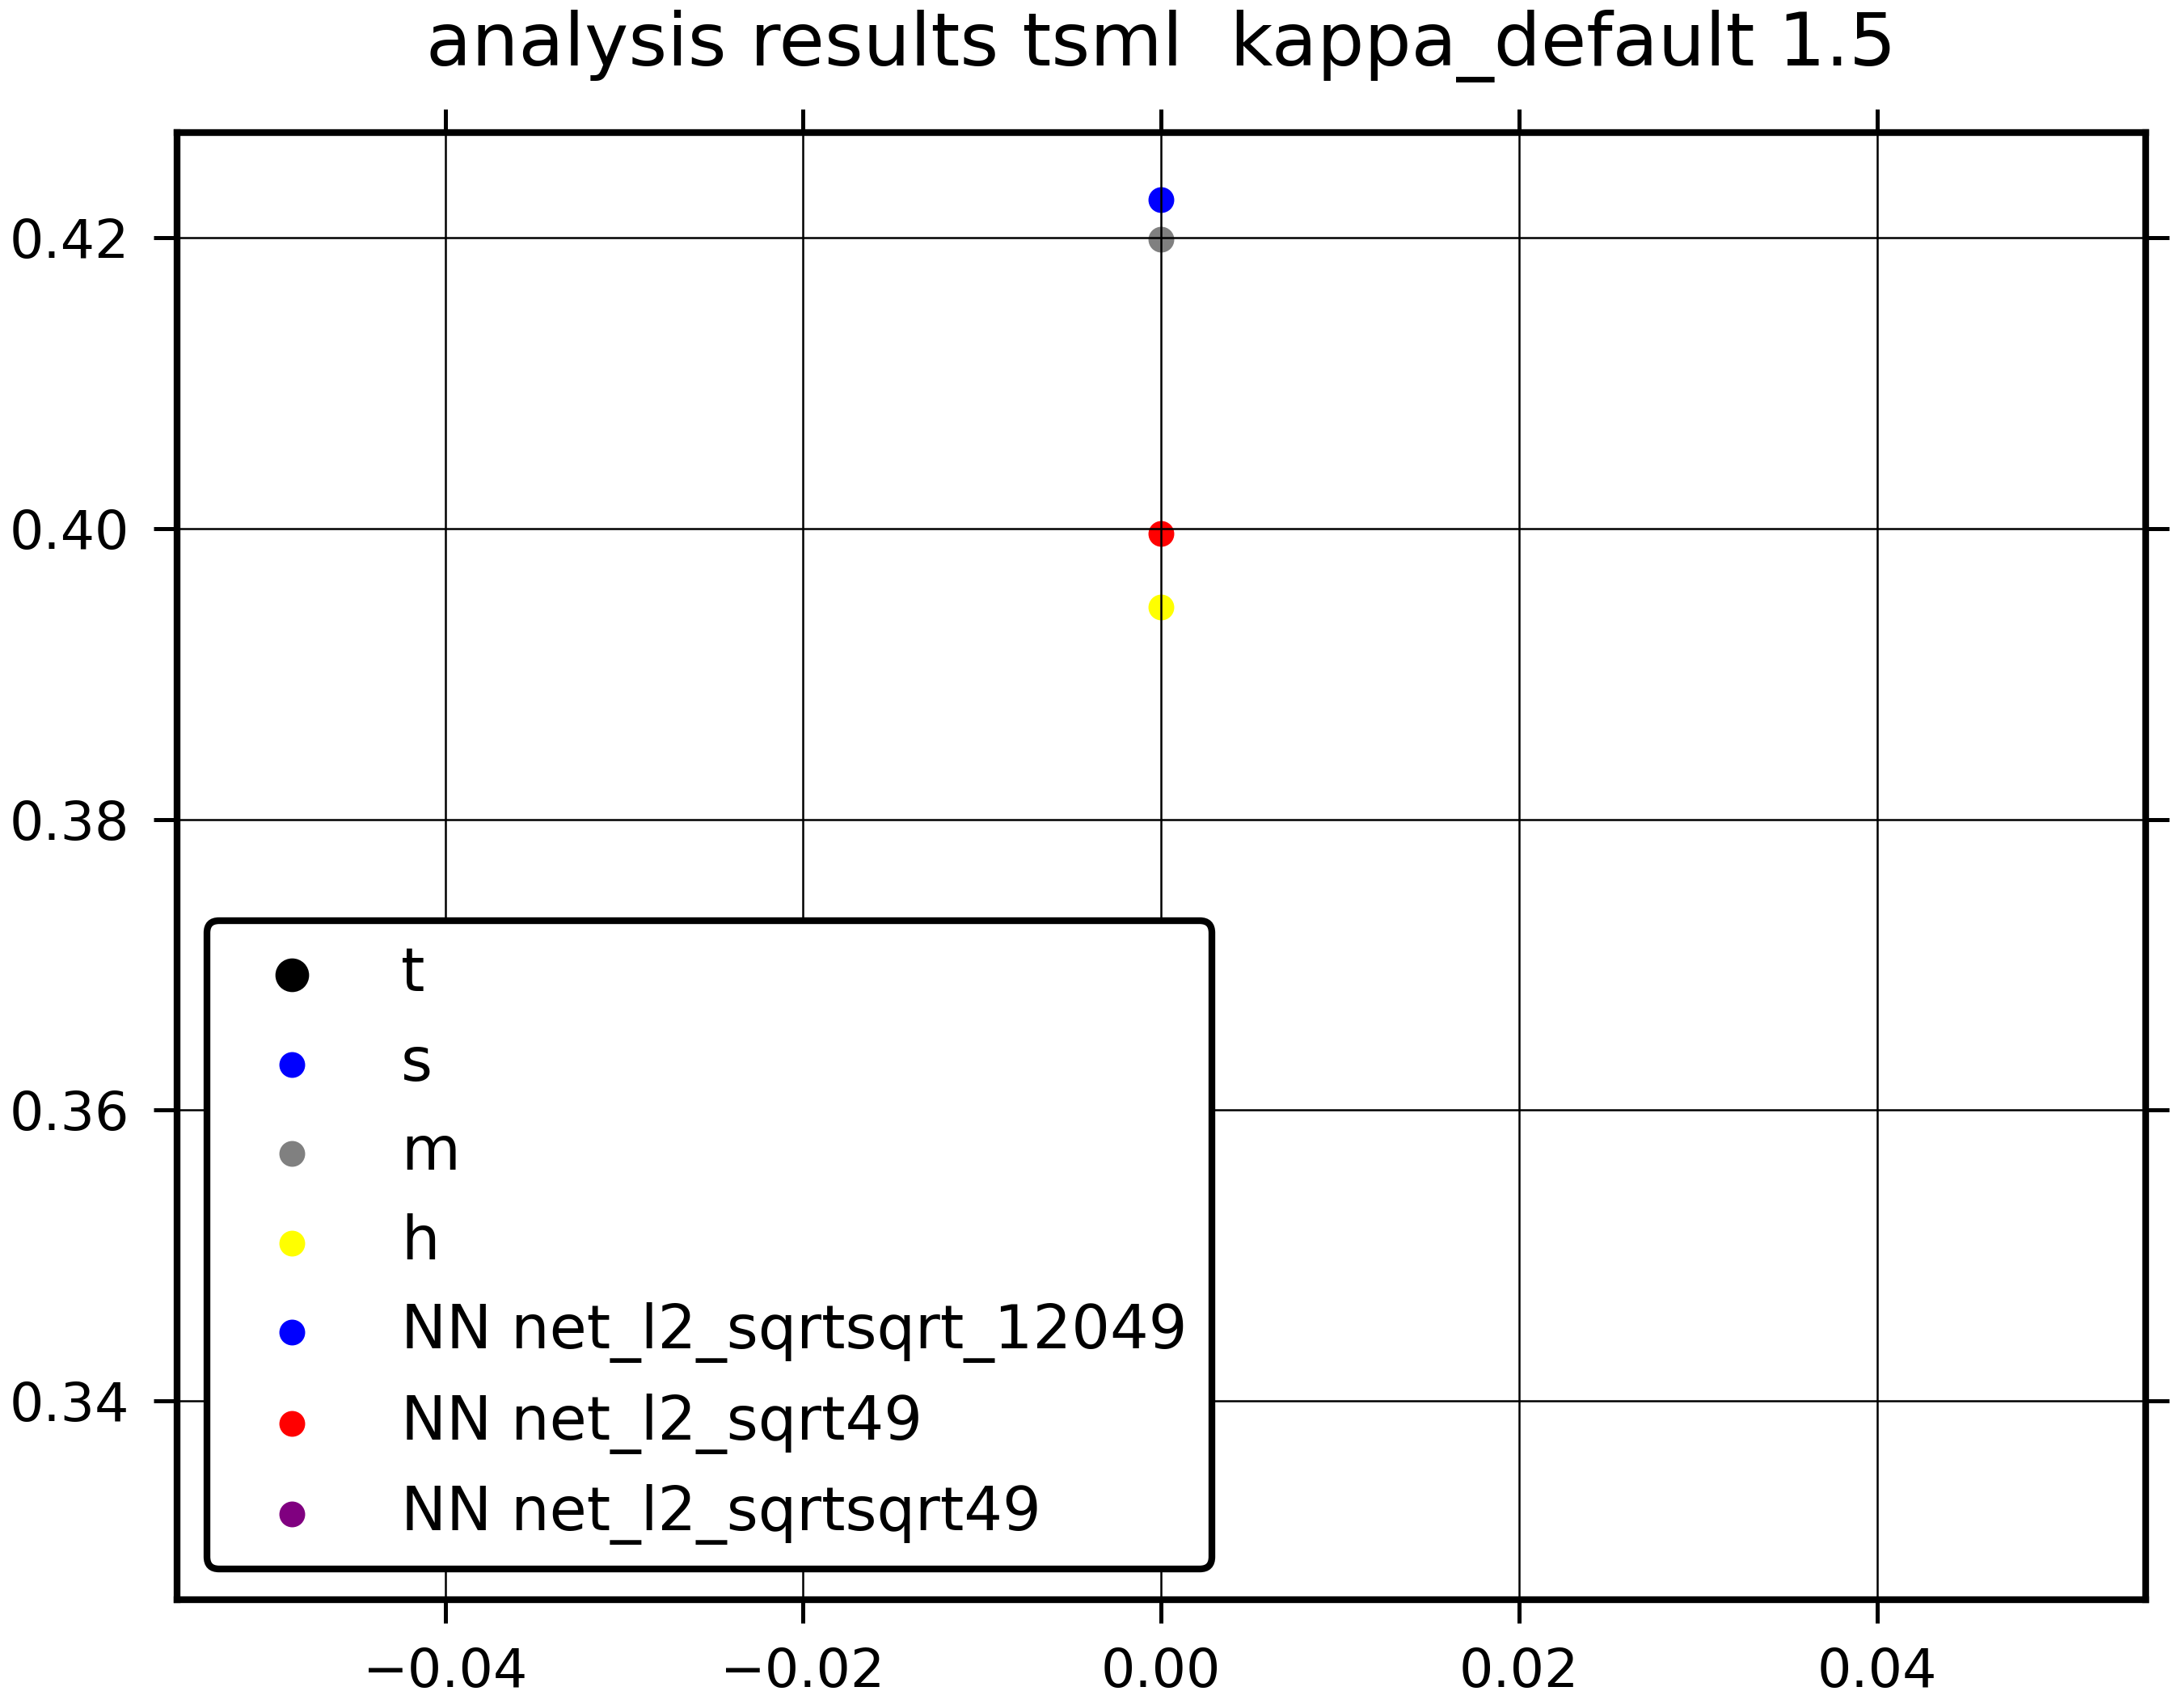 analysis results tsml  kappa_default 1.5
0.42
0.40
0.38
0.36
0.34
t
s
m
h
NN net_l2_sqrtsqrt_12049
NN net_l2_sqrt49
NN net_l2_sqrtsqrt49
−0.04 −0.02 0.00 0.02 0.04